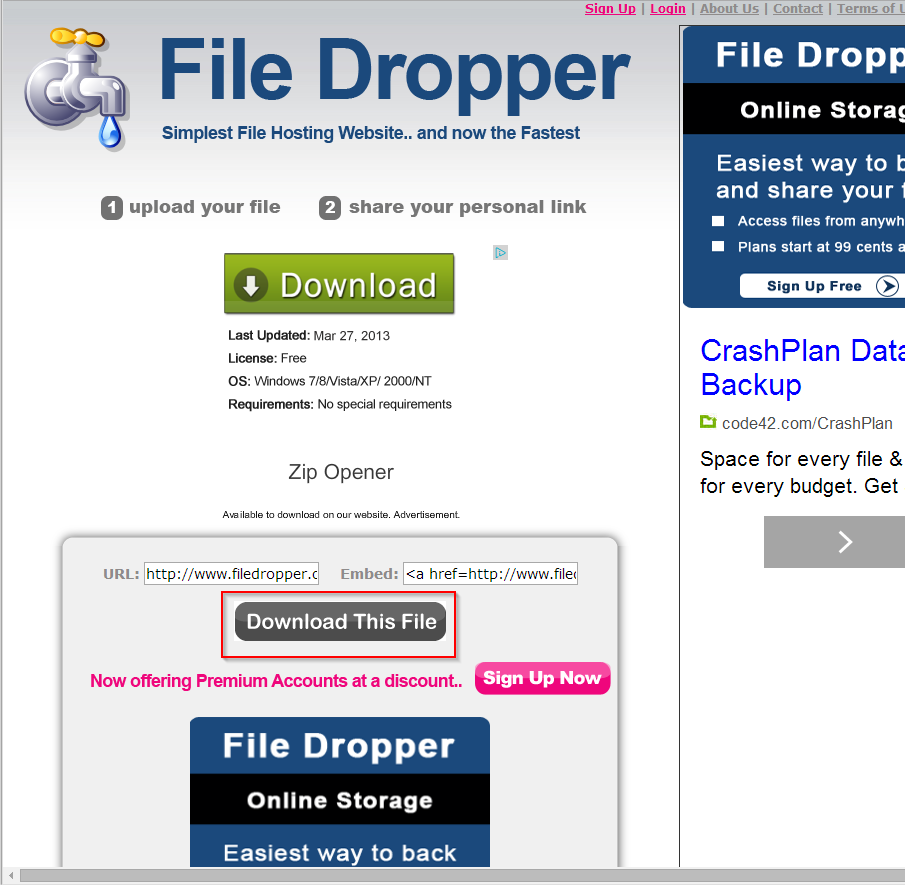 Sign Up | Login | About Us | Contact | Terms of
File Dropper
Simplest File Hosting Website.. and now the Fastest
1 upload your file 2 share your personal link
Download
Last Updated: Mar 27, 2013
License: Free
OS: Windows 7/8/Vista/XP/ 2000/NT
Requirements: No special requirements
Zip Opener
Available to download on our website. Advertisement.
URL: http://www.filedropper.c Embed: <a href=http://www.file
Download This File
Now offering Premium Accounts at a discount.. Sign Up Now
File Dropper
Online Storage
Easiest way to back
File Dropp
Online Storag
Easiest way to b
and share your f
Access files from anywh
Plans start at 99 cents a
Sign Up Free
CrashPlan Data
Backup
code42.com/CrashPlan
Space for every file &
for every budget. Get